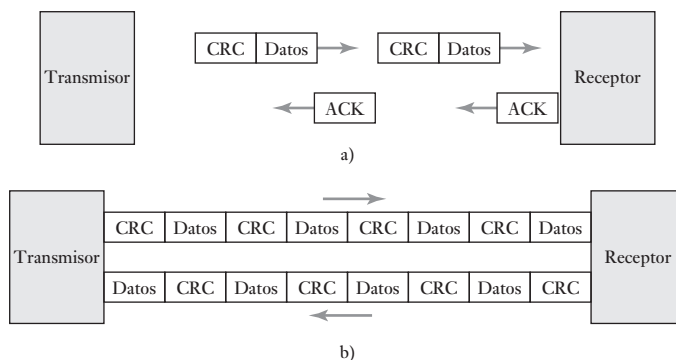 CRC Datos CRC Datos
Transmisor Receptor
ACK ACK
a)
CRC Datos CRC Datos CRC Datos CRC Datos
Transmisor Receptor
Datos CRC Datos CRC Datos CRC Datos CRC
b)